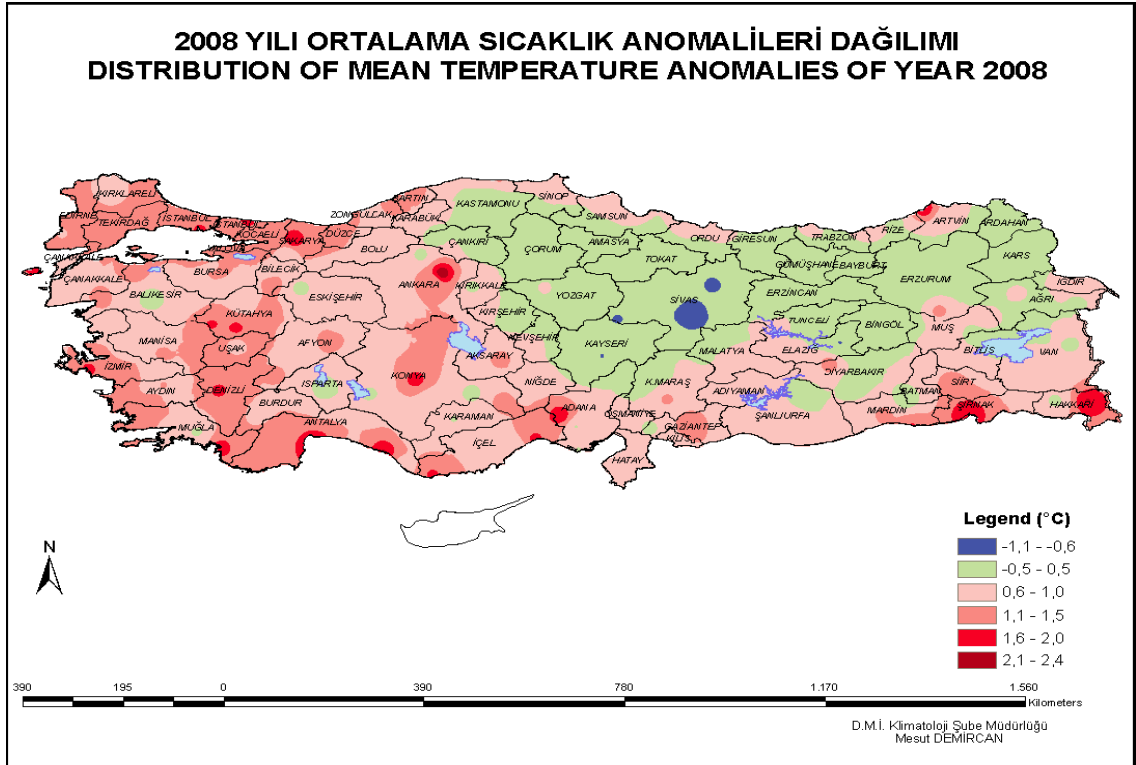 2008 YILI ORTALAMA SICAKLIK ANOMALİLERİ DAĞILIMI
DISTRIBUTION OF MEAN TEMPERATURE ANOMALIES OF YEAR 2008
KIRKLARELİ
EDİRNE
TEKİRDAĞ
İSTANBUL
İSTANBUL
KOCAELİ
SAKARYA
DÜZCE
ZONGULDAK
BARTIN
KARABÜK
KASTAMONU
SİNOP
SAMSUN
ORDU
GİRESUN
TRABZON
RİZE
ARTVİN
ARDAHAN
ÇANAKKALE
ÇANAKKALE
YALOVA
BURSA
BİLECİK
BOLU
ÇANKIRI
ÇORUM
AMASYA
TOKAT
GÜMÜŞHANE
BAYBURT
ERZURUM
KARS
IĞDIR
BALIKESİR
KÜTAHYA
ESKİŞEHİR
ANKARA
KIRIKKALE
KIRŞEHİR
YOZGAT
SİVAS
ERZİNCAN
TUNCELİ
BİNGÖL
MUŞ
AĞRI
MANİSA
UŞAK
AFYON
NEVŞEHİR
KAYSERİ
MALATYA
ELAZIĞ
DİYARBAKIR
BİTLİS
VAN
İZMİR
AYDIN
DENİZLİ
ISPARTA
BURDUR
KONYA
AKSARAY
NİĞDE
K.MARAŞ
ADIYAMAN
BATMAN
SİİRT
MUĞLA
ANTALYA
KARAMAN
İÇEL
ADANA
OSMANİYE
GAZİANTEP
KİLİS
ŞANLIURFA
MARDİN
ŞIRNAK
HAKKARİ
HATAY
N
Legend (°C)
-1,1 - -0,6
-0,5 - 0,5
0,6 - 1,0
1,1 - 1,5
1,6 - 2,0
2,1 - 2,4
390 195 0 390 780 1.170 1.560
Kilometers
D.M.İ. Klimatoloji Şube Müdürlüğü
Mesut DEMİRCAN